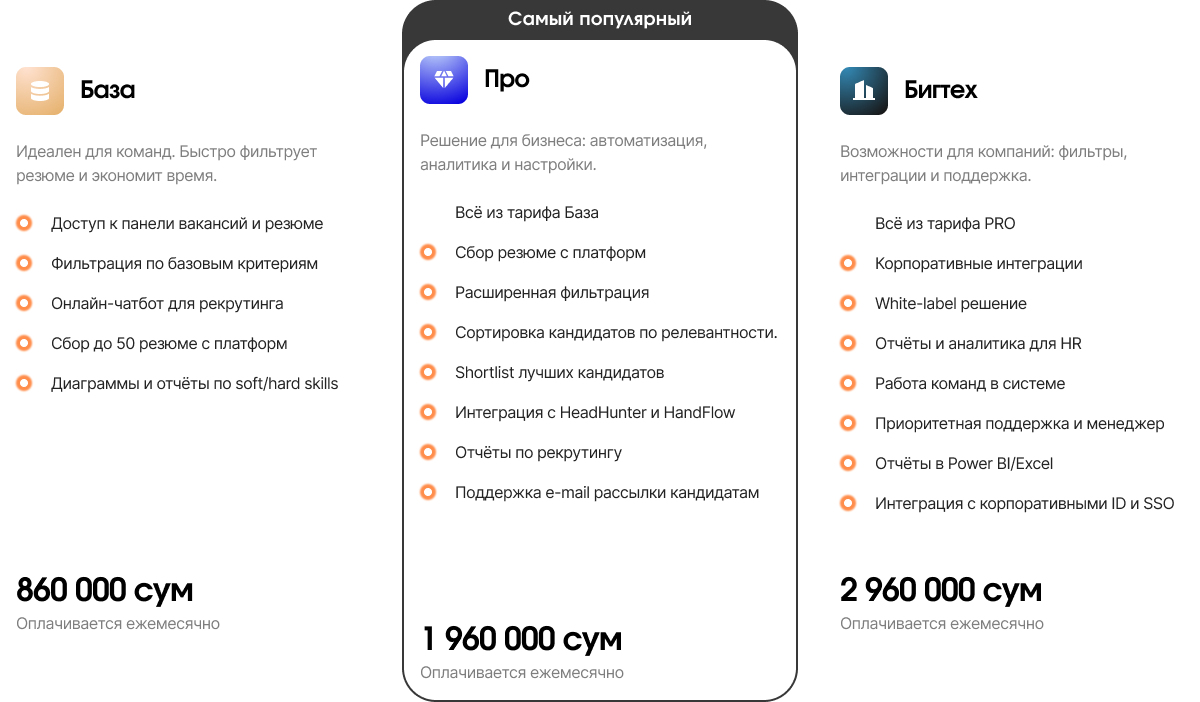 База
Идеален для команд. Быстро фильтрует
резюме и экономит время.
Доступ к панели вакансий и резюме
Фильтрация по базовым критериям
Онлайн-чатбот для рекрутинга
Сбор до 50 резюме с платформ
Диаграммы и отчёты по soft/hard skills
860 000 сум
Оплачивается ежемесячно
Самый популярный
Про
Решение для бизнеса: автоматизация,
аналитика и настройки.
Всё из тарифа База
Сбор резюме с платформ
Расширенная фильтрация
Сортировка кандидатов по релевантности.
Shortlist лучших кандидатов
Интеграция с HeadHunter и HandFlow
Отчёты по рекрутингу
Поддержка e-mail рассылки кандидатам
1 960 000 сум
Оплачивается ежемесячно
Бигтех
Возможности для компаний: фильтры,
интеграции и поддержка.
Всё из тарифа PRO
Корпоративные интеграции
White-label решение
Отчёты и аналитика для HR
Работа команд в системе
Приоритетная поддержка и менеджер
Отчёты в Power BI/Excel
Интеграция с корпоративными ID и SSO
2 960 000 сум
Оплачивается ежемесячно